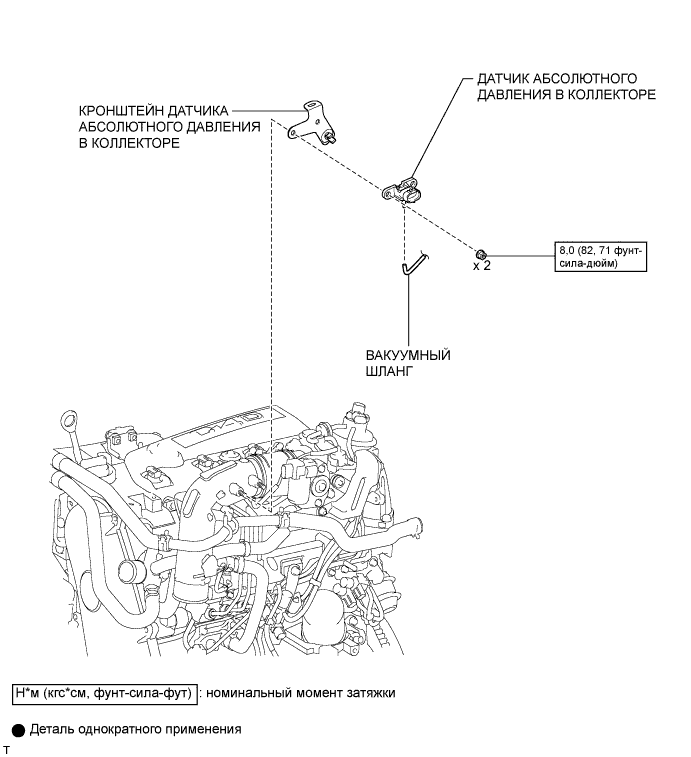 ДАТЧИК АБСОЛЮТНОГО
ДАВЛЕНИЯ В КОЛЛЕКТОРЕ
КРОНШТЕЙН ДАТЧИКА
АБСОЛЮТНОГО ДАВЛЕНИЯ
В КОЛЛЕКТОРЕ
8,0 (82, 71 фунт-
сила-дюйм)
x 2
ВАКУУМНЫЙ
ШЛАНГ
D-4D
Н*м (кгс*см, фунт-сила-фут) : номинальный момент затяжки
Деталь однократного применения
T